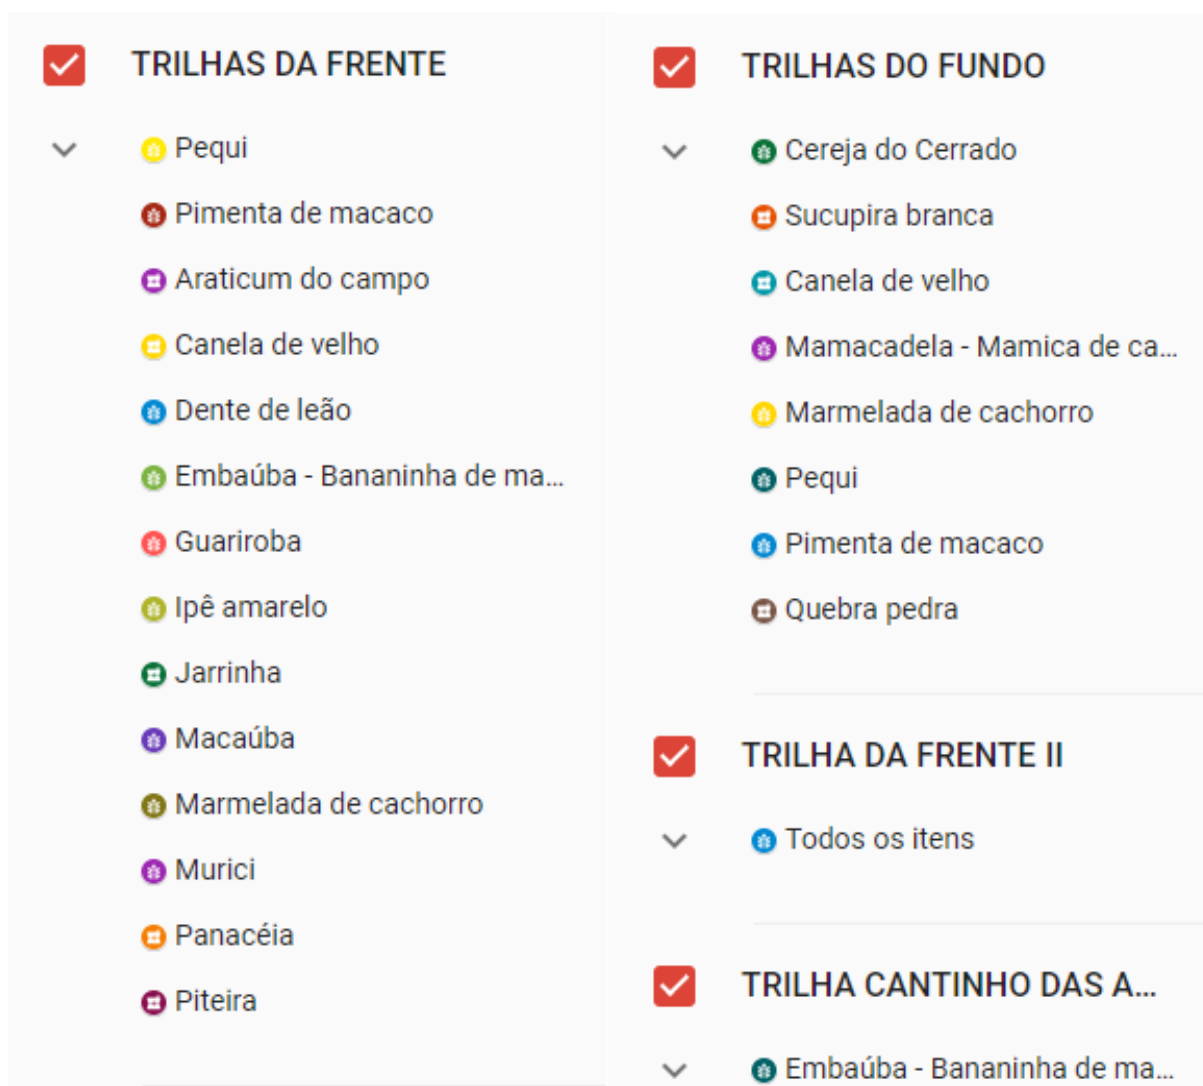 TRILHAS DA FRENTE
Pequi
Pimenta de macaco
Araticum do campo
Canela de velho
Dente de leão
Embaúba - Bananinha de ma...
Guariroba
Ipê amarelo
Jarrinha
Macaúba
Marmelada de cachorro
Murici
Panacéia
Piteira
TRILHAS DO FUNDO
Cereja do Cerrado
Sucupira branca
Canela de velho
Mamacadela - Mamica de ca...
Marmelada de cachorro
Pequi
Pimenta de macaco
Quebra pedra
TRILHA DA FRENTE II
Todos os itens
TRILHA CANTINHO DAS A...
Embaúba - Bananinha de ma...